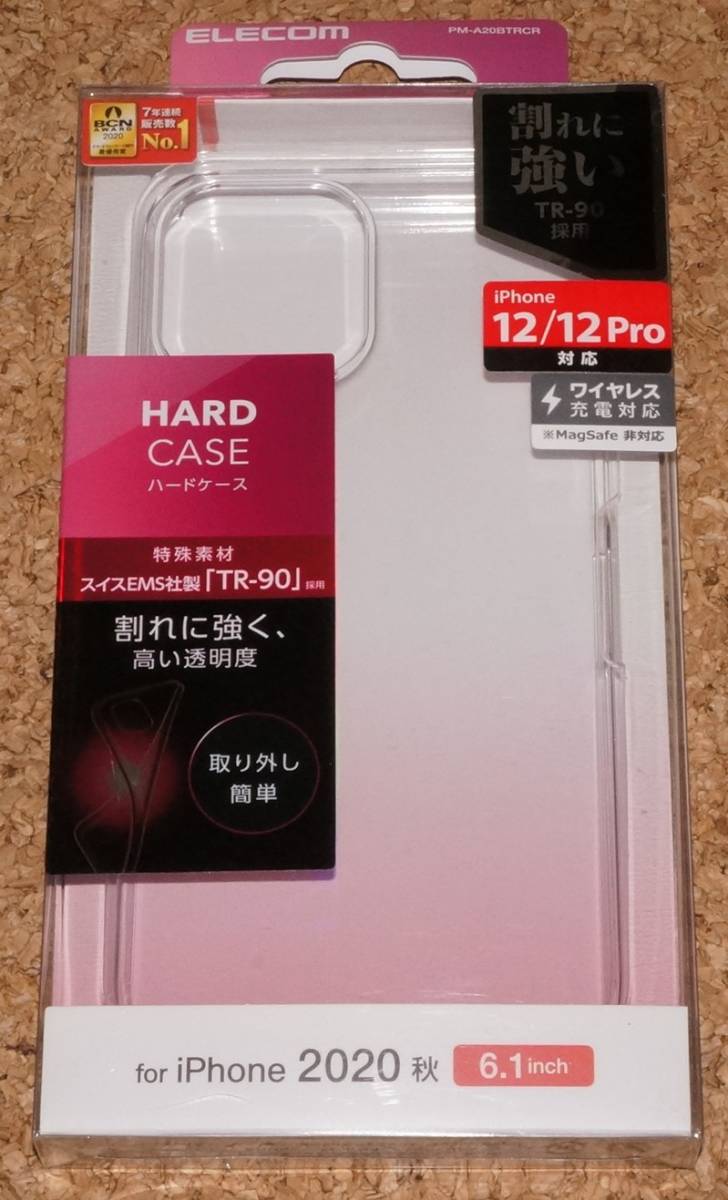 ELECOM
PM-A20BTRCR
BCN
AWARD
2020
7年連続
販売数
No.1
割れに
強い
TR-90
採用
iPhone
12/12 Pro
対応
ワイヤレス
充電対応
※MagSafe 非対応
HARD
CASE
ハードケース
特殊素材
スイスEMS社製「TR-90」採用
割れに強く、
高い透明度
取り外し
簡単
for iPhone 2020 秋 6.1inch